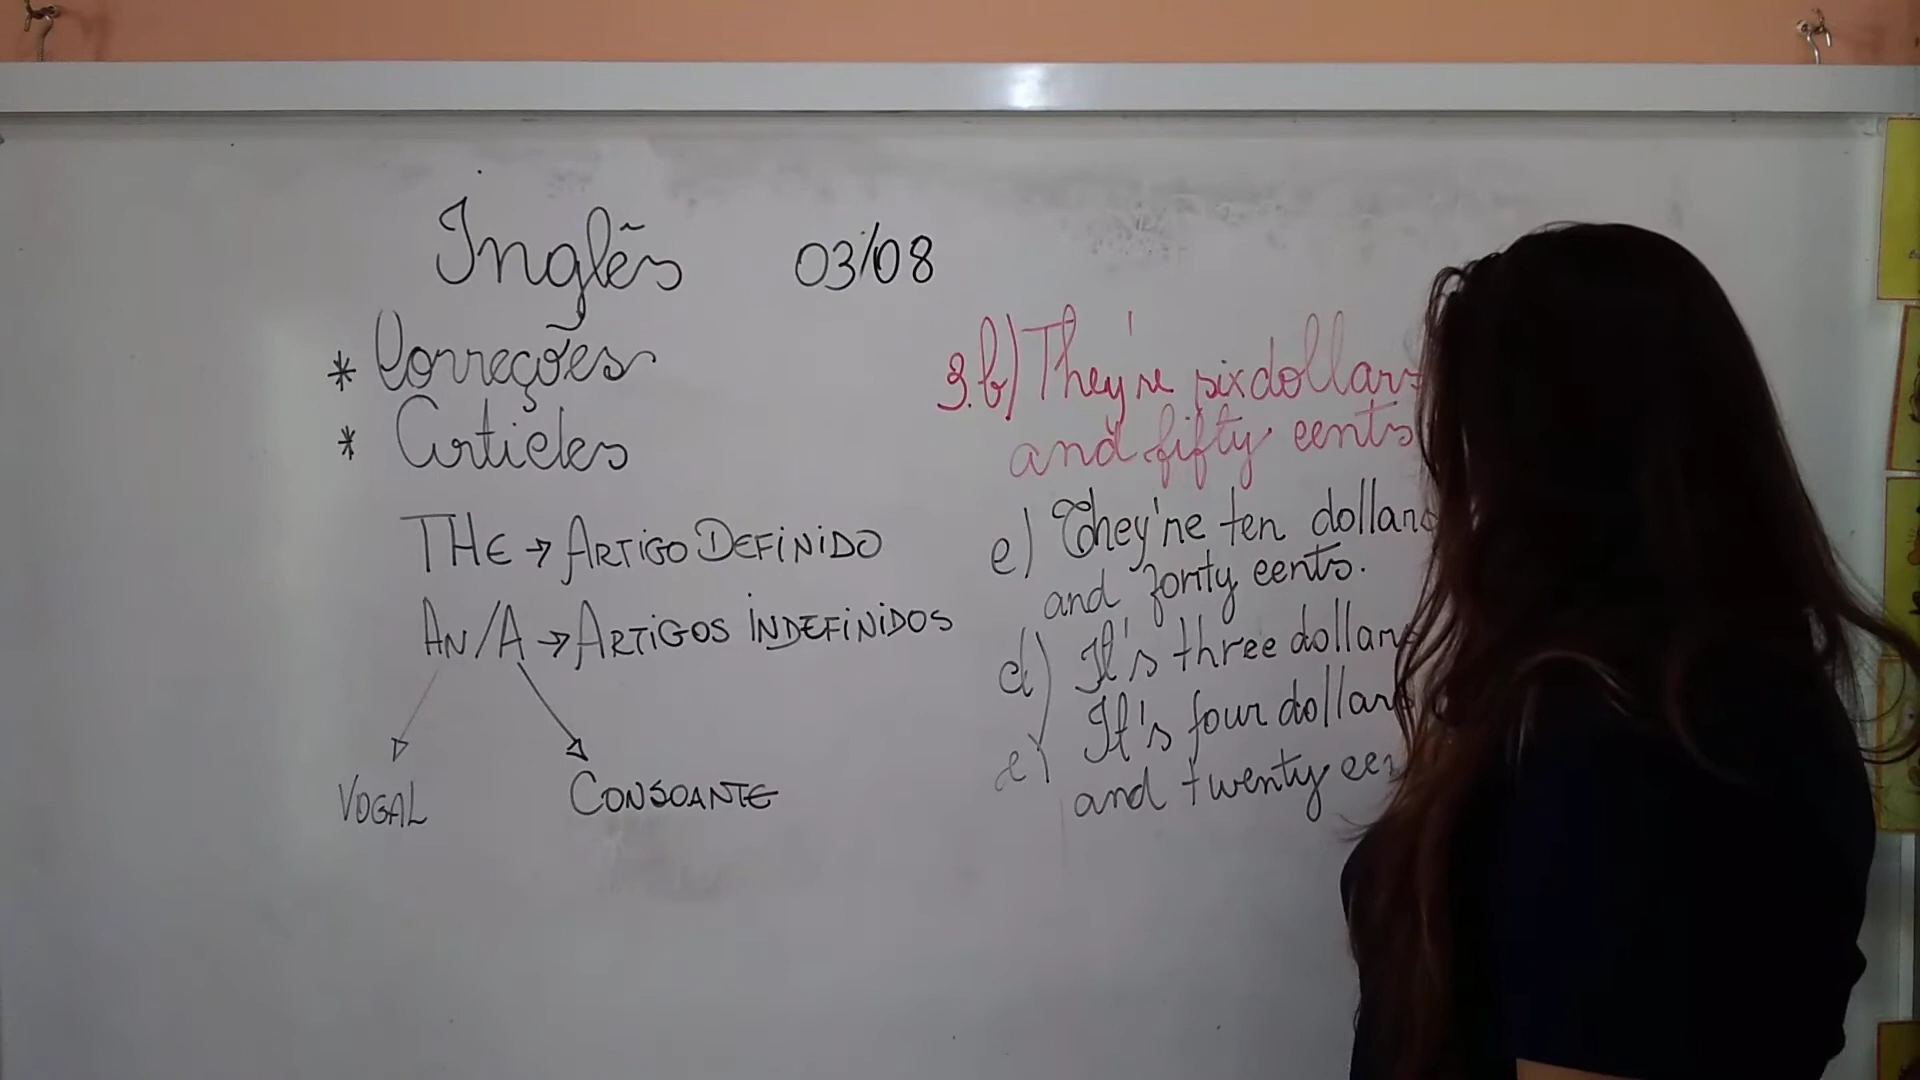 Inglês 03/08
* Correções
* Articles
THE → ARTIGO DEFINIDO
AN/A → ARTIGOS INDEFINIDOS
VOGAL CONSOANTE
3.b) They're six dollars
and fifty cents
c) They're ten dollars
and forty cents.
d) It's three dollars
e) It's four dollars
and twenty